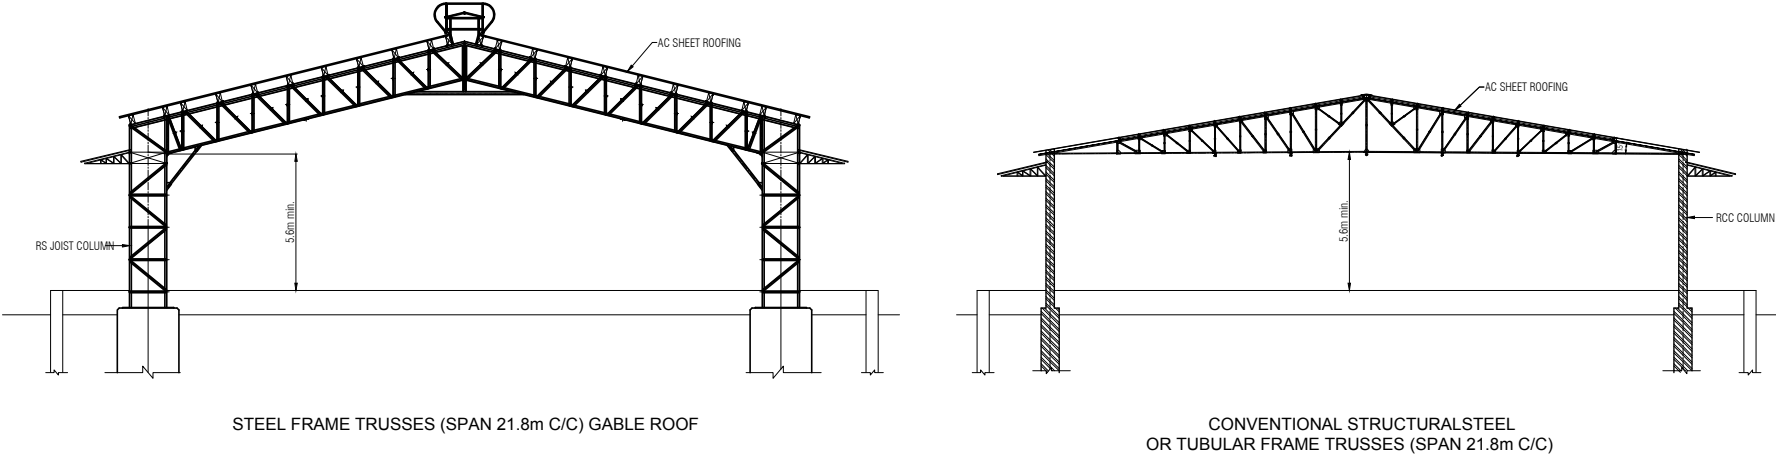 AC SHEET ROOFING
RS JOIST COLUMN
5.6m min.
STEEL FRAME TRUSSES (SPAN 21.8m C/C) GABLE ROOF
AC SHEET ROOFING
5.6m min.
RCC COLUMN
CONVENTIONAL STRUCTURALSTEEL
OR TUBULAR FRAME TRUSSES (SPAN 21.8m C/C)